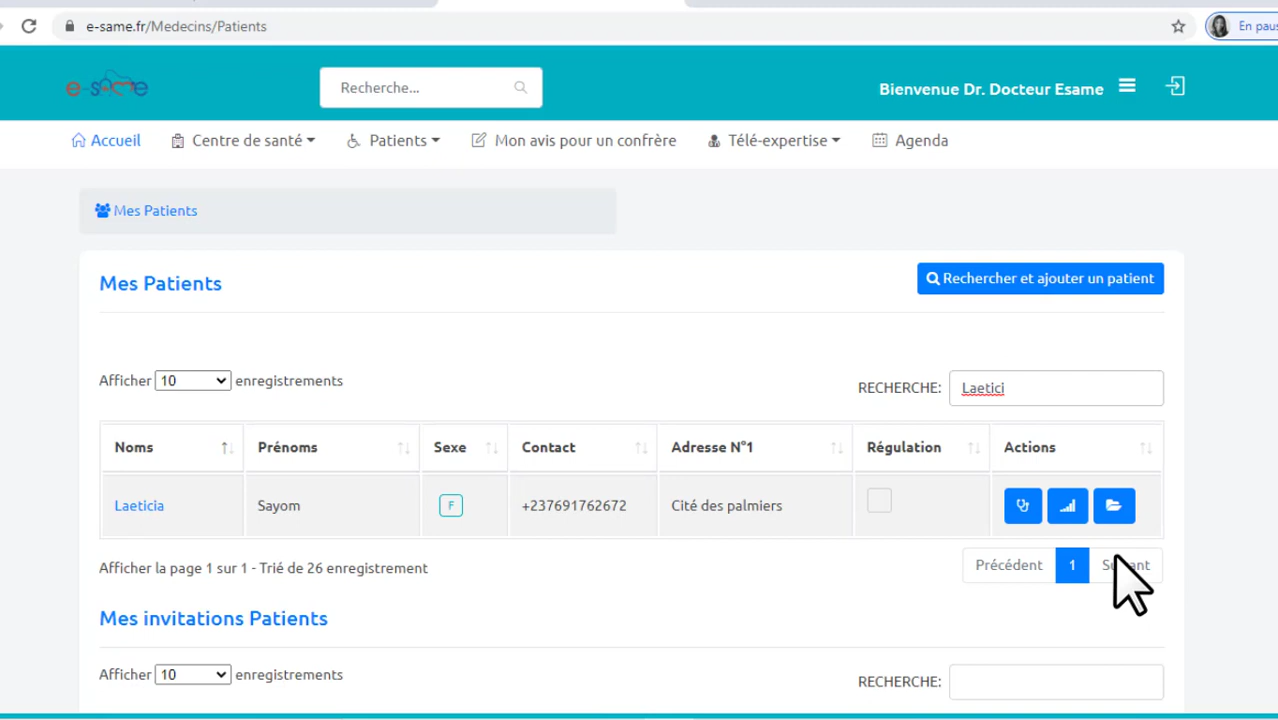 e-same.fr/Medecins/Patients
En paus
e-same
Recherche...
Bienvenue Dr. Docteur Esame
Accueil
Centre de santé
Patients
Mon avis pour un confrère
Télé-expertise
Agenda
Mes Patients
Mes Patients
Rechercher et ajouter un patient
Afficher 10 enregistrements
RECHERCHE: Laetici
Noms Prénoms Sexe Contact Adresse N°1 Régulation Actions
Laeticia Sayom F +237691762672 Cité des palmiers
Afficher la page 1 sur 1 - Trié de 26 enregistrement
Précédent 1
Mes invitations Patients
Afficher 10 enregistrements
RECHERCHE: